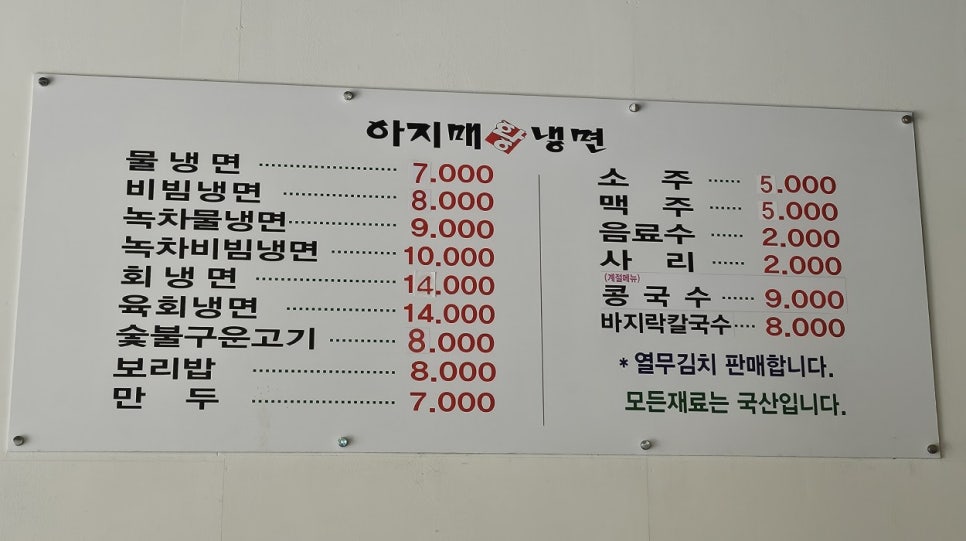 아지매 황 냉면
물냉면 7.000
비빔냉면 8.000
녹차물냉면 9.000
녹차비빔냉면 10.000
회냉면 14.000
육회냉면 14.000
숯불구운고기 8.000
보리밥 8.000
만두 7.000
소주 5.000
맥주 5.000
음료수 2.000
사리 2.000
(계절메뉴)
콩국수 9.000
바지락칼국수 8.000
* 열무김치 판매합니다.
모든재료는 국산입니다.